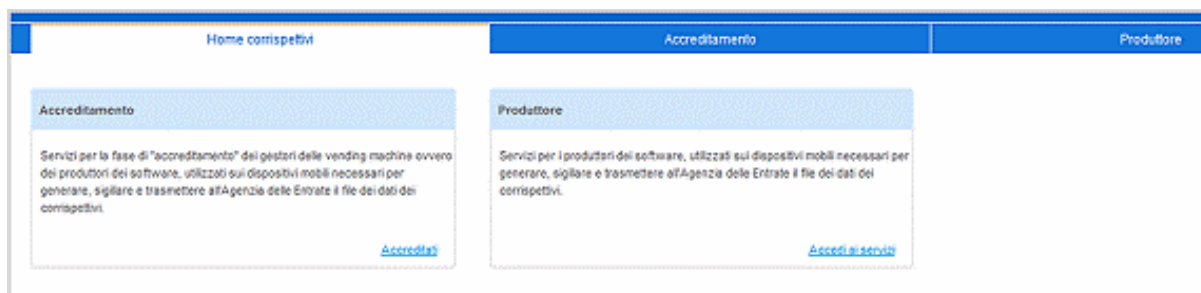 Home corrispettivi
Accreditamento
Produttore
Accreditamento
Servizi per la fase di "accreditamento" dei gestori delle vending machine ovvero
dei produttori dei software, utilizzati sui dispositivi mobili necessari per
generare, sigillare e trasmettere all'Agenzia delle Entrate il file dei dati dei
corrispettivi.
Accreditati
Produttore
Servizi per i produttori dei software, utilizzati sui dispositivi mobili necessari per
generare, sigillare e trasmettere all'Agenzia delle Entrate il file dei dati dei
corrispettivi.
Accedi ai servizi